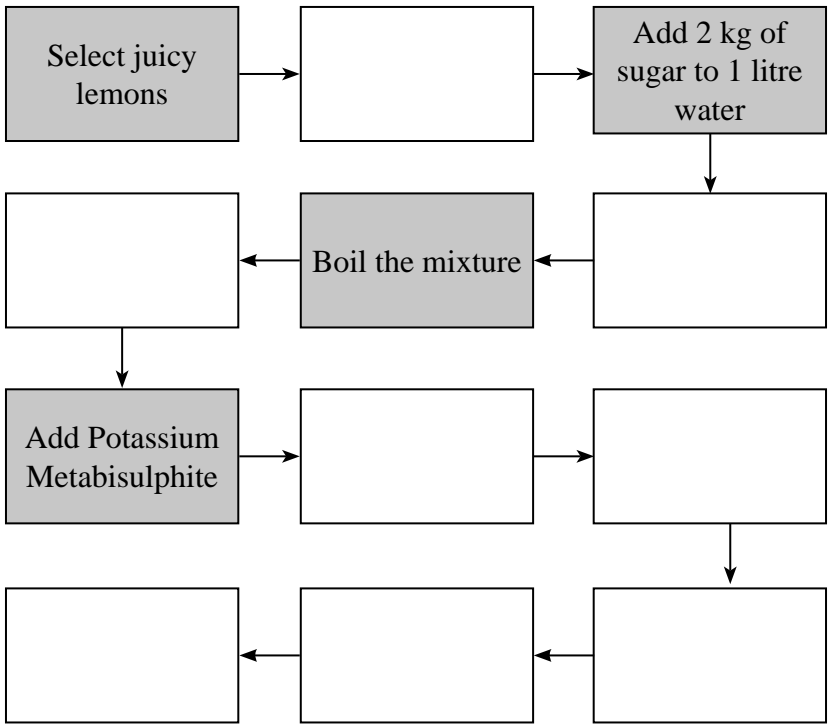 Select juicy
lemons
Add 2 kg of
sugar to 1 litre
water
Boil the mixture
Add Potassium
Metabisulphite